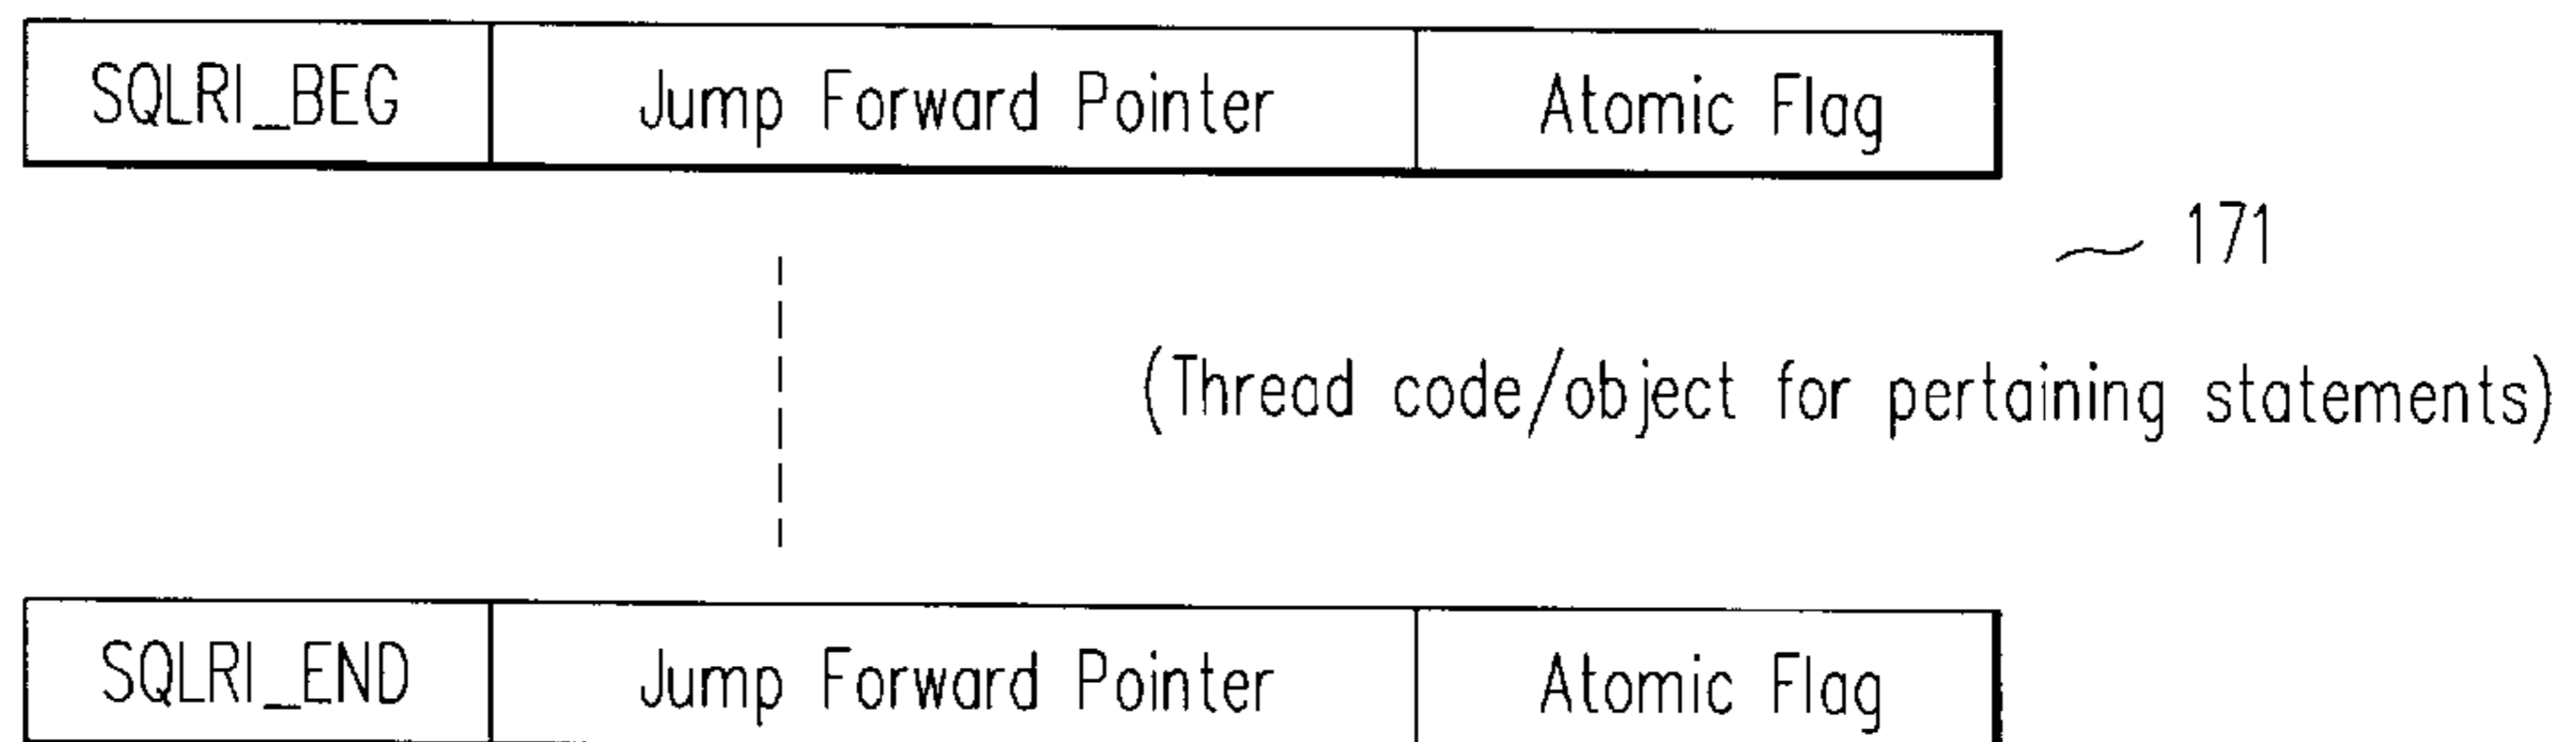 SQLRI_BEG Jump Forward Pointer Atomic Flag
171
(Thread code/object for pertaining statements)
SQLRI_END Jump Forward Pointer Atomic Flag